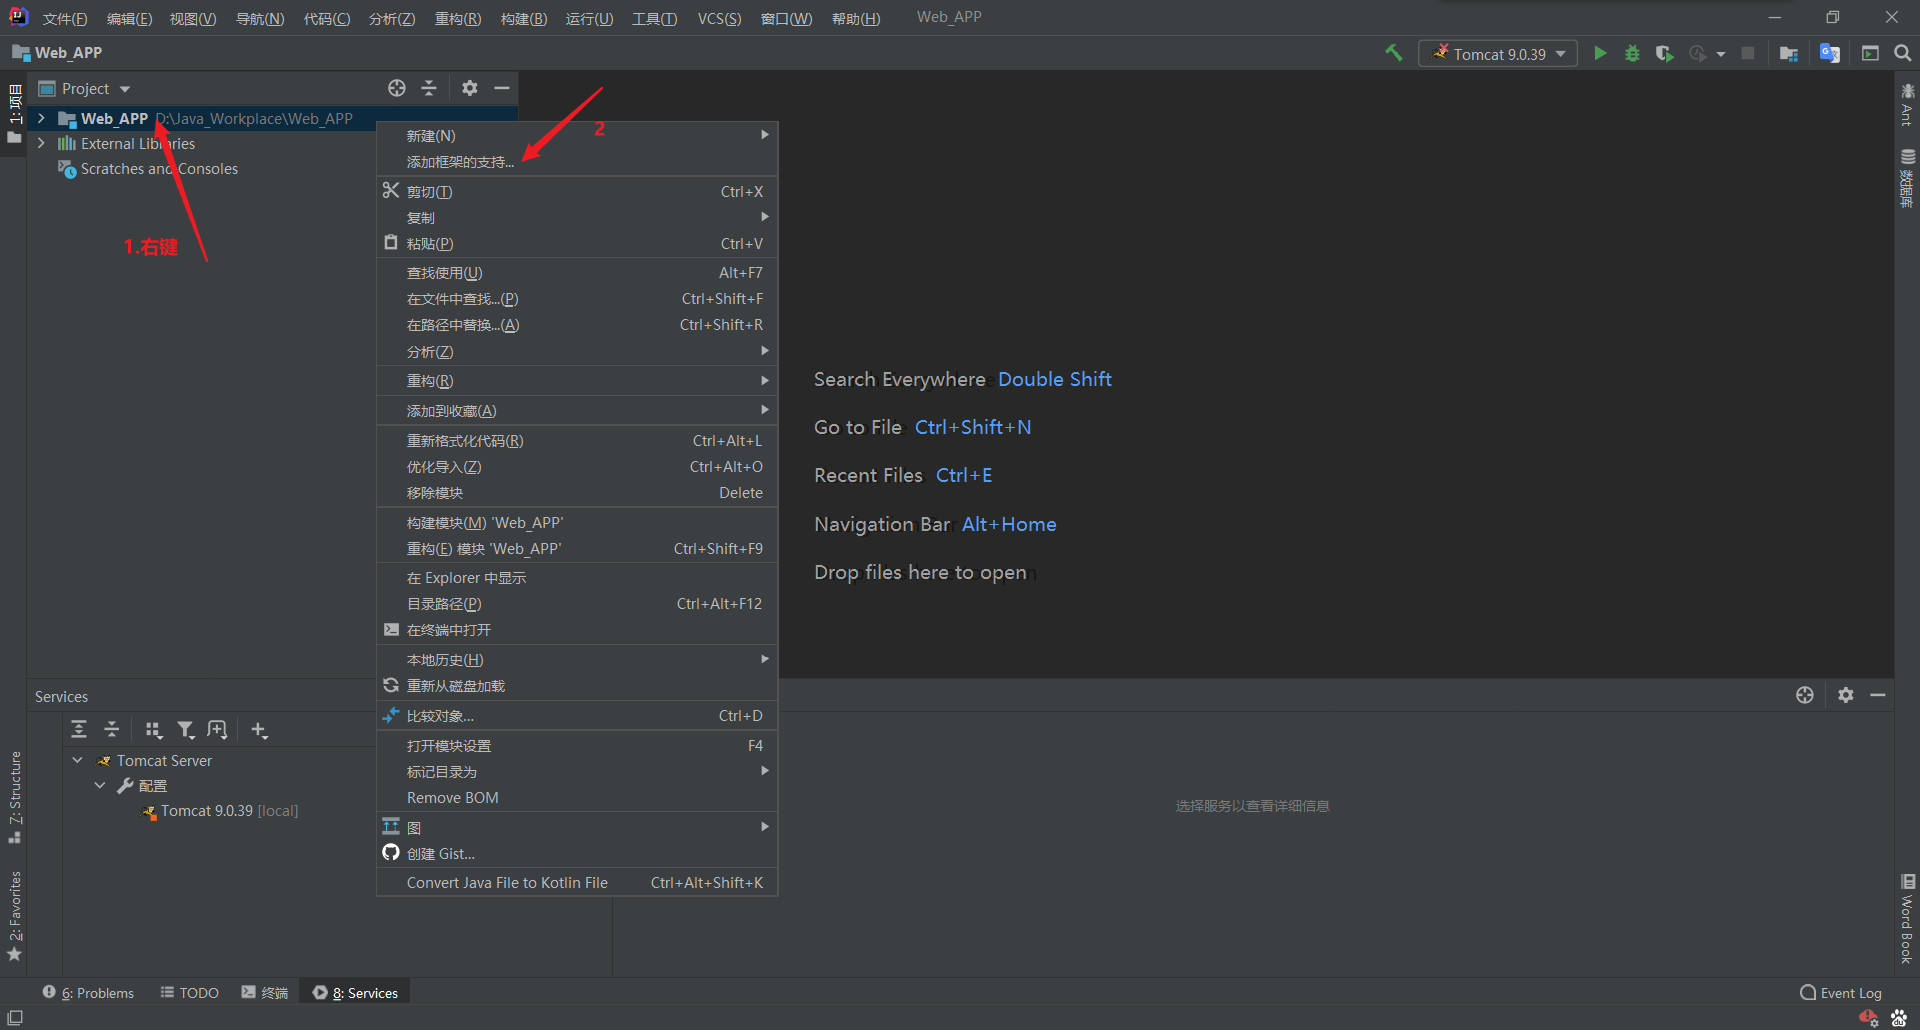 文件(F) 编辑(E) 视图(V) 导航(N) 代码(C) 分析(Z) 重构(R) 构建(B) 运行(U) 工具(T) VCS(S) 窗口(W) 帮助(H) Web_APP
Web_APP
Tomcat 9.0.39
1: 项目
Project
Web_APP D:\Java_Workplace\Web_APP
External Libraries
Scratches and Consoles
1.右键
2
新建(N)
添加框架的支持...
剪切(T) Ctrl+X
复制
粘贴(P) Ctrl+V
查找使用(U) Alt+F7
在文件中查找...(P) Ctrl+Shift+F
在路径中替换...(A) Ctrl+Shift+R
分析(Z)
重构(R)
添加到收藏(A)
重新格式化代码(R) Ctrl+Alt+L
优化导入(Z) Ctrl+Alt+O
移除模块 Delete
构建模块(M) 'Web_APP'
重构(E) 模块 'Web_APP' Ctrl+Shift+F9
在 Explorer 中显示
目录路径(P) Ctrl+Alt+F12
在终端中打开
本地历史(H)
重新从磁盘加载
比较对象... Ctrl+D
打开模块设置 F4
标记目录为
Remove BOM
图
创建 Gist...
Convert Java File to Kotlin File Ctrl+Alt+Shift+K
Search Everywhere Double Shift
Go to File Ctrl+Shift+N
Recent Files Ctrl+E
Navigation Bar Alt+Home
Drop files here to open
Ant
数据库
Word Book
Services
Tomcat Server
配置
Tomcat 9.0.39 [local]
选择服务以查看详细信息
7: Structure
2: Favorites
6: Problems TODO 终端 8: Services Event Log